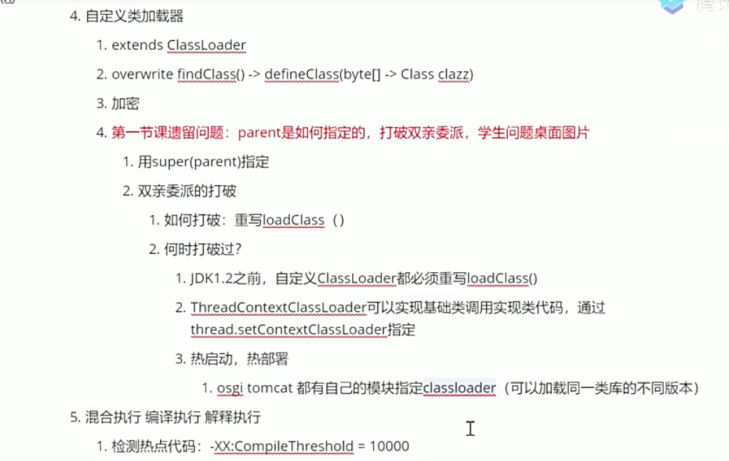 4. 自定义类加载器
1. extends ClassLoader
2. overwrite findClass() -> defineClass(byte[] -> Class clazz)
3. 加密
4. 第一节课遗留问题：parent是如何指定的，打破双亲委派，学生问题桌面图片
1. 用super(parent)指定
2. 双亲委派的打破
1. 如何打破：重写loadClass（）
2. 何时打破过？
1. JDK1.2之前，自定义ClassLoader都必须重写loadClass()
2. ThreadContextClassLoader可以实现基础类调用实现类代码，通过
thread.setContextClassLoader指定
3. 热启动，热部署
1. osgi tomcat 都有自己的模块指定classloader（可以加载同一类库的不同版本）
5. 混合执行 编译执行 解释执行
1. 检测热点代码：-XX:CompileThreshold = 10000